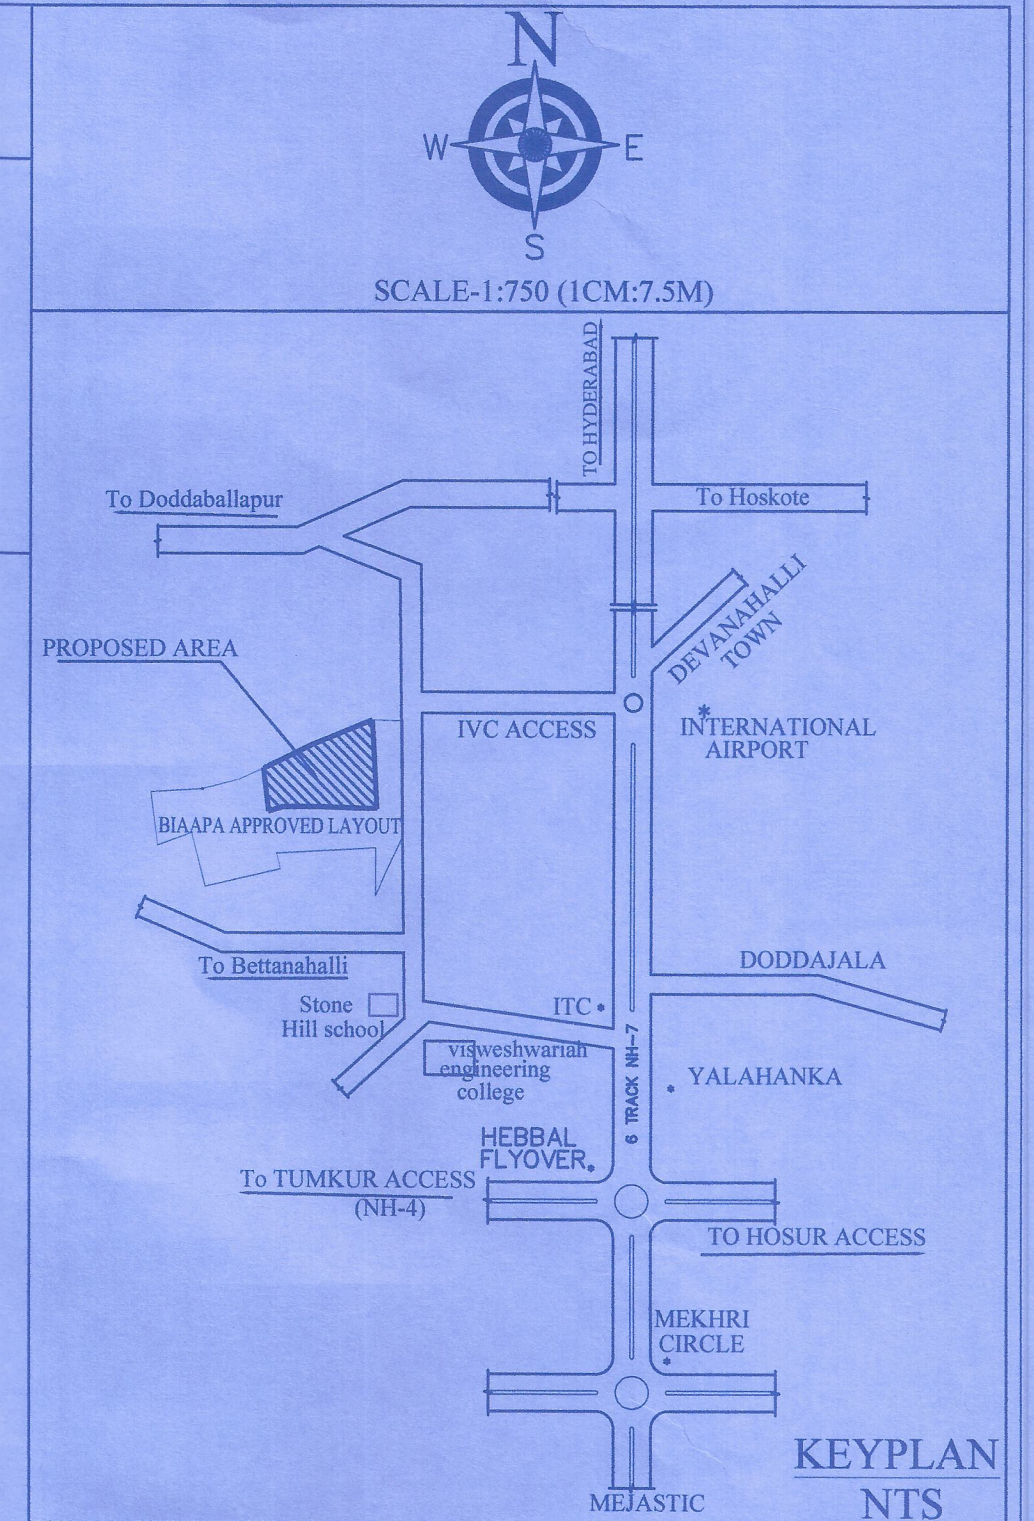 N
W E
S
SCALE-1:750 (1CM:7.5M)
TO HYDERABAD
To Doddaballapur
To Hoskote
DEVANAHALLI
TOWN
PROPOSED AREA
IVC ACCESS
INTERNATIONAL
AIRPORT
BIAAPA APPROVED LAYOUT
To Bettanahalli
DODDAJALA
Stone
Hill school
ITC
visweshwariah
engineering
college
6 TRACK NH-7
YALAHANKA
HEBBAL
FLYOVER
To TUMKUR ACCESS
(NH-4)
TO HOSUR ACCESS
MEKHRI
CIRCLE
MEJASTIC
KEYPLAN
NTS